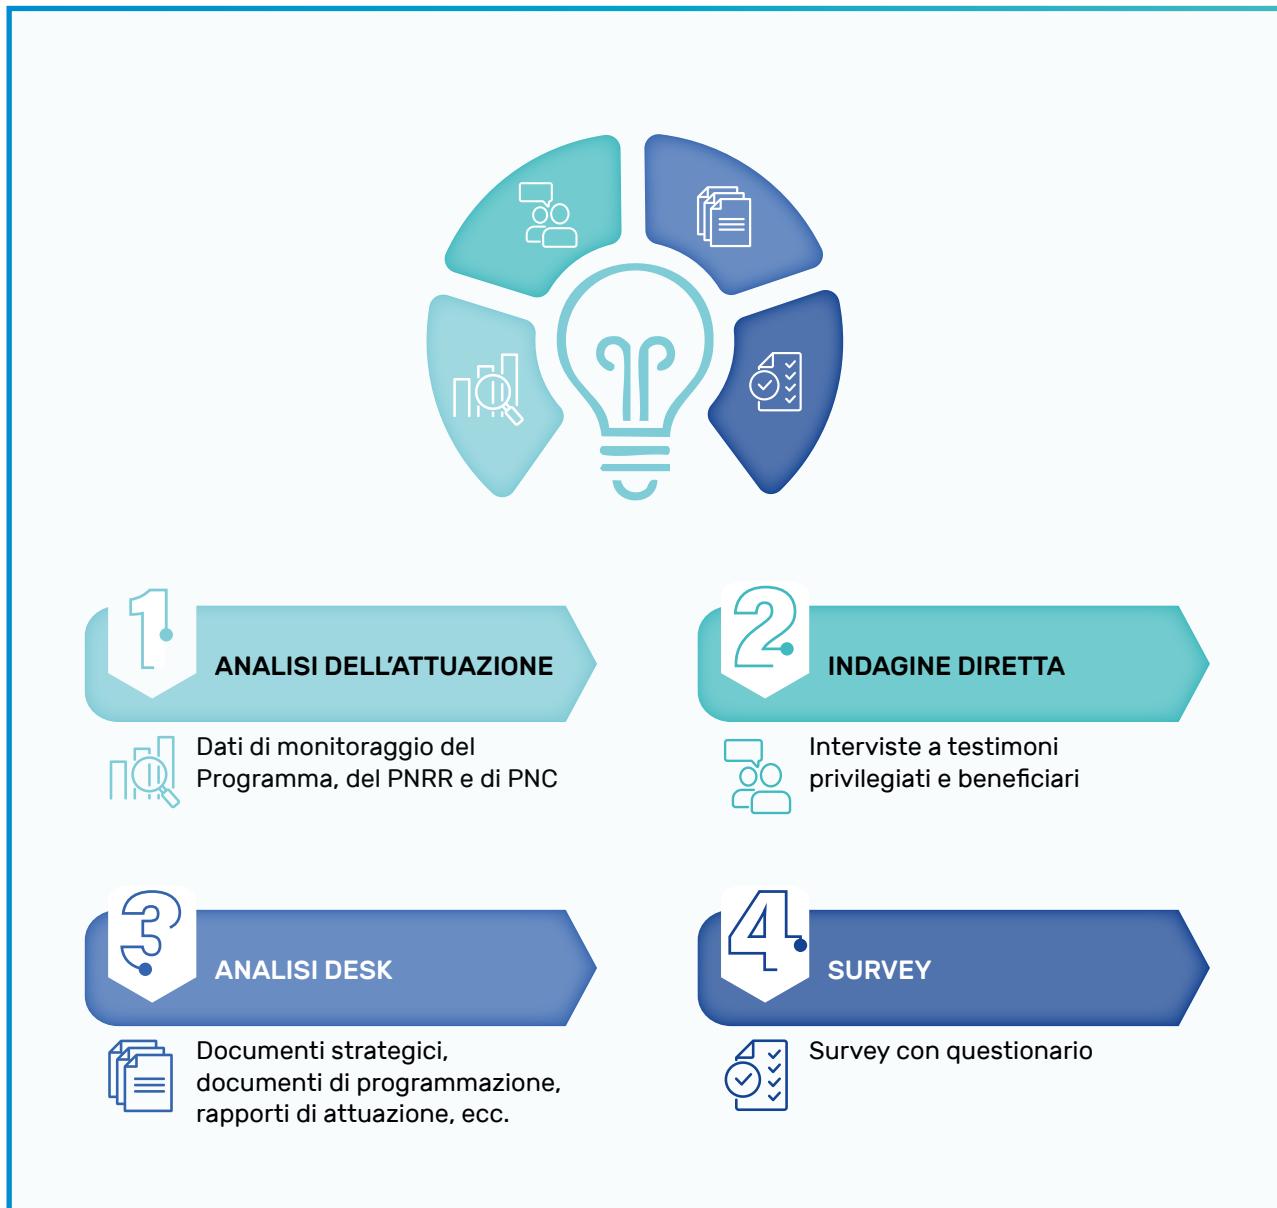 1
ANALISI DELL'ATTUAZIONE
Dati di monitoraggio del
Programma, del PNRR e di PNC
2
INDAGINE DIRETTA
Interviste a testimoni
privilegiati e beneficiari
3
ANALISI DESK
Documenti strategici,
documenti di programmazione,
rapporti di attuazione, ecc.
4
SURVEY
Survey con questionario